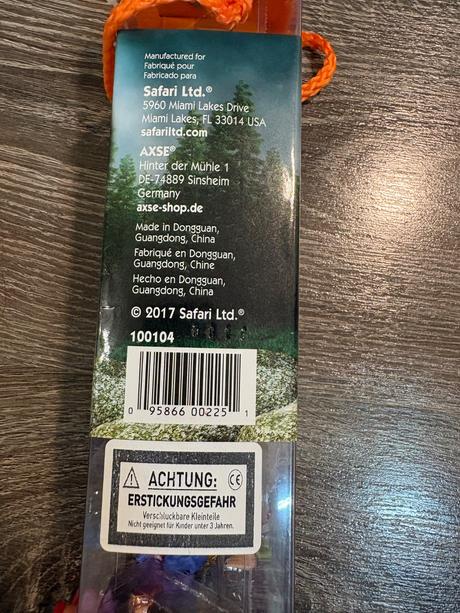 Manufactured for
Fabriqué pour
Fabricado para
Safari Ltd.®
5960 Miami Lakes Drive
Miami Lakes, FL 33014 USA
safariltd.com
AXSE®
Hinter der Mühle 1
DE-74889 Sinsheim
Germany
axse-shop.de
Made in Dongguan,
Guangdong, China
Fabriqué en Dongguan,
Guangdong, Chine
Hecho en Dongguan,
Guangdong, China
© 2017 Safari Ltd.®
100104
0 95866 00225 1
ACHTUNG: CE
ERSTICKUNGSGEFAHR
Verschluckbare Kleinteile
Nicht geeignet für Kinder unter 3 Jahren.